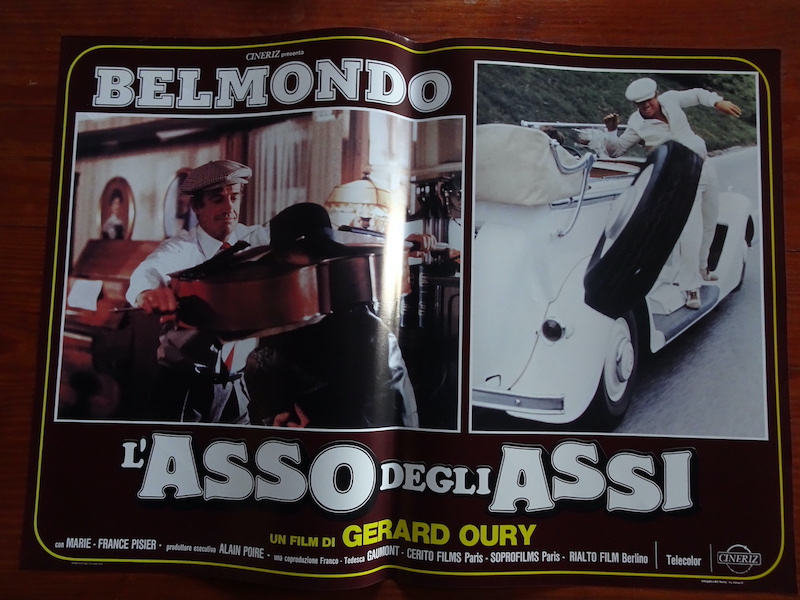 CINERIZ presenta
BELMONDO
L'ASSO DEGLI ASSI
UN FILM DI GERARD OURY
con MARIE - FRANCE PISIER - produttore esecutivo ALAIN POIRE - una coproduzione Franco - Tedesca GAUMONT - CERITO FILMS Paris - SOPROFILMS Paris - RIALTO FILM Berlino
Telecolor
CINERIZ